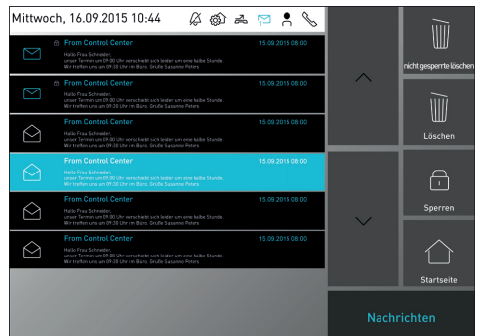 Mittwoch, 16.09.2015 10:44
From Control Center 15.09.2015 08:00
Hallo Frau Schneider,
unser Termin um 09:00 Uhr verschiebt sich leider um eine halbe Stunde.
Wir treffen uns um 09:30 Uhr im Büro. Grüße Susanne Peters
From Control Center 15.09.2015 08:00
Hallo Frau Schneider,
unser Termin um 09:00 Uhr verschiebt sich leider um eine halbe Stunde.
Wir treffen uns um 09:30 Uhr im Büro. Grüße Susanne Peters
From Control Center 15.09.2015 08:00
Hallo Frau Schneider,
unser Termin um 09:00 Uhr verschiebt sich leider um eine halbe Stunde.
Wir treffen uns um 09:30 Uhr im Büro. Grüße Susanne Peters
From Control Center 15.09.2015 08:00
Hallo Frau Schneider,
unser Termin um 09:00 Uhr verschiebt sich leider um eine halbe Stunde.
Wir treffen uns um 09:30 Uhr im Büro. Grüße Susanne Peters
From Control Center 15.09.2015 08:00
Hallo Frau Schneider,
unser Termin um 09:00 Uhr verschiebt sich leider um eine halbe Stunde.
Wir treffen uns um 09:30 Uhr im Büro. Grüße Susanne Peters
From Control Center 15.09.2015 08:00
Hallo Frau Schneider,
unser Termin um 09:00 Uhr verschiebt sich leider um eine halbe Stunde.
Wir treffen uns um 09:30 Uhr im Büro. Grüße Susanne Peters
nicht gesperrte löschen
Löschen
Sperren
Startseite
Nachrichten